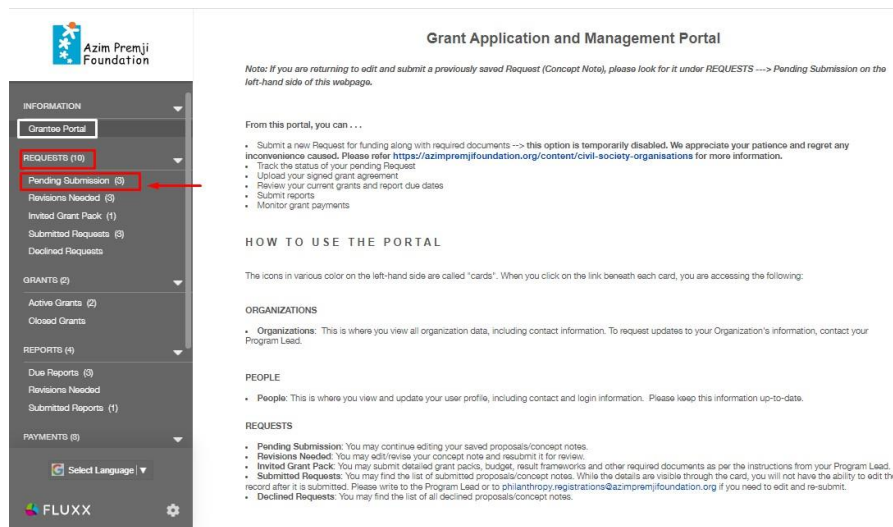 Azim Premji
Foundation
INFORMATION
Grantee Portal
REQUESTS (10)
Pending Submission (3)
Revisions Needed (3)
Invited Grant Pack (1)
Submitted Requests (3)
Declined Requests
GRANTS (2)
Active Grants (2)
Closed Grants
REPORTS (4)
Due Reports (3)
Revisions Needed
Submitted Reports (1)
PAYMENTS (8)
Select Language ▼
FLUXX
Grant Application and Management Portal
Note: If you are returning to edit and submit a previously saved Request (Concept Note), please look for it under REQUESTS ---> Pending Submission on the
left-hand side of this webpage.
From this portal, you can . . .
• Submit a new Request for funding along with required documents --> this option is temporarily disabled. We appreciate your patience and regret any
inconvenience caused. Please refer https://azimpremjifoundation.org/content/civil-society-organisations for more information.
• Track the status of your pending Request
• Upload your signed grant agreement
• Review your current grants and report due dates
• Submit reports
• Monitor grant payments
HOW TO USE THE PORTAL
The icons in various color on the left-hand side are called "cards". When you click on the link beneath each card, you are accessing the following:
ORGANIZATIONS
• Organizations: This is where you view all organization data, including contact information. To request updates to your Organization's information, contact your
Program Lead.
PEOPLE
• People: This is where you view and update your user profile, including contact and login information. Please keep this information up-to-date.
REQUESTS
• Pending Submission: You may continue editing your saved proposals/concept notes.
• Revisions Needed: You may edit/revise your concept note and resubmit it for review.
• Invited Grant Pack: You may submit detailed grant packs, budget, result frameworks and other required documents as per the instructions from your Program Lead.
• Submitted Requests: You may find the list of submitted proposals/concept notes. While the details are visible through the card, you will not have the ability to edit the
record after it is submitted. Please write to the Program Lead or to philanthropy.registrations@azimpremjifoundation.org if you need to edit and re-submit.
• Declined Requests: You may find the list of all declined proposals/concept notes.